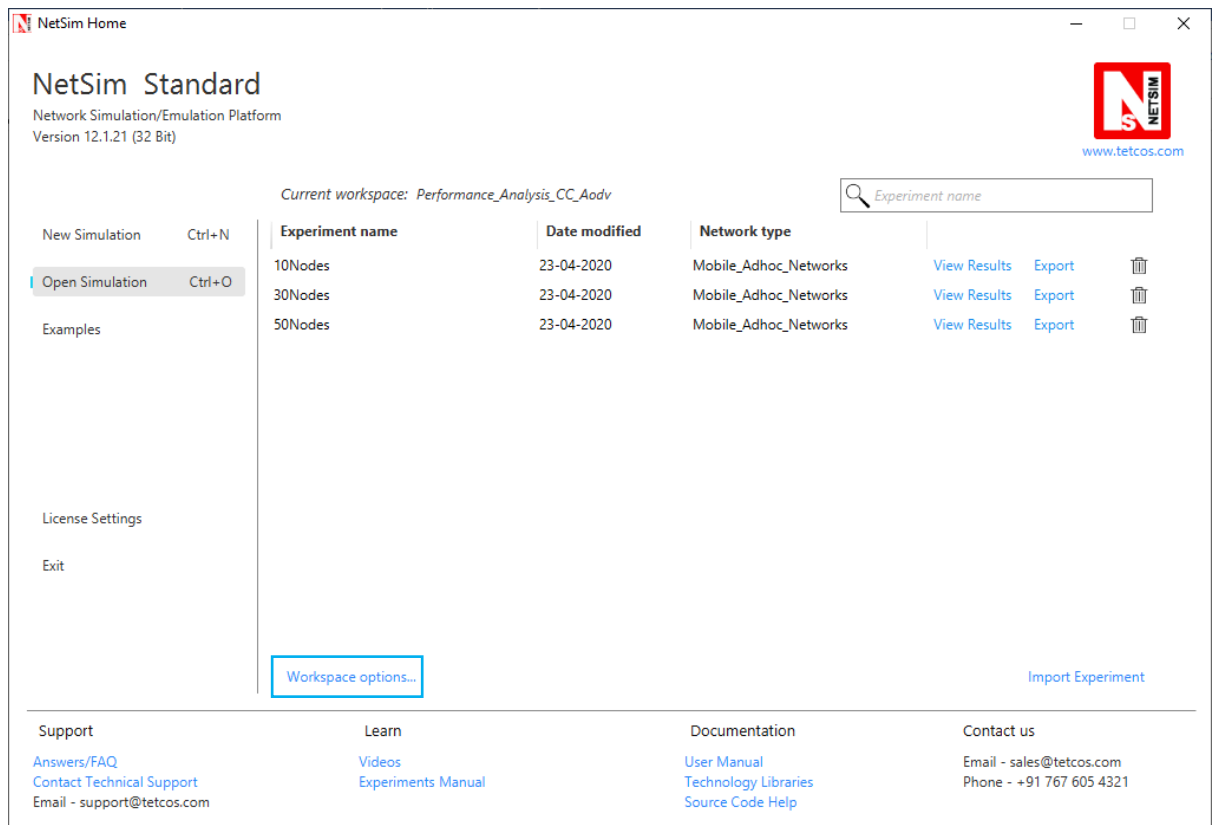 NetSim Home
NetSim Standard
Network Simulation/Emulation Platform
Version 12.1.21 (32 Bit)
N
S
NETSIM
www.tetcos.com
Current workspace: Performance_Analysis_CC_Aodv
Experiment name
New Simulation Ctrl+N
Open Simulation Ctrl+O
Examples
License Settings
Exit
Experiment name Date modified Network type
10Nodes 23-04-2020 Mobile_Adhoc_Networks View Results Export
30Nodes 23-04-2020 Mobile_Adhoc_Networks View Results Export
50Nodes 23-04-2020 Mobile_Adhoc_Networks View Results Export
Workspace options...
Import Experiment
Support
Answers/FAQ
Contact Technical Support
Email - support@tetcos.com
Learn
Videos
Experiments Manual
Documentation
User Manual
Technology Libraries
Source Code Help
Contact us
Email - sales@tetcos.com
Phone - +91 767 605 4321